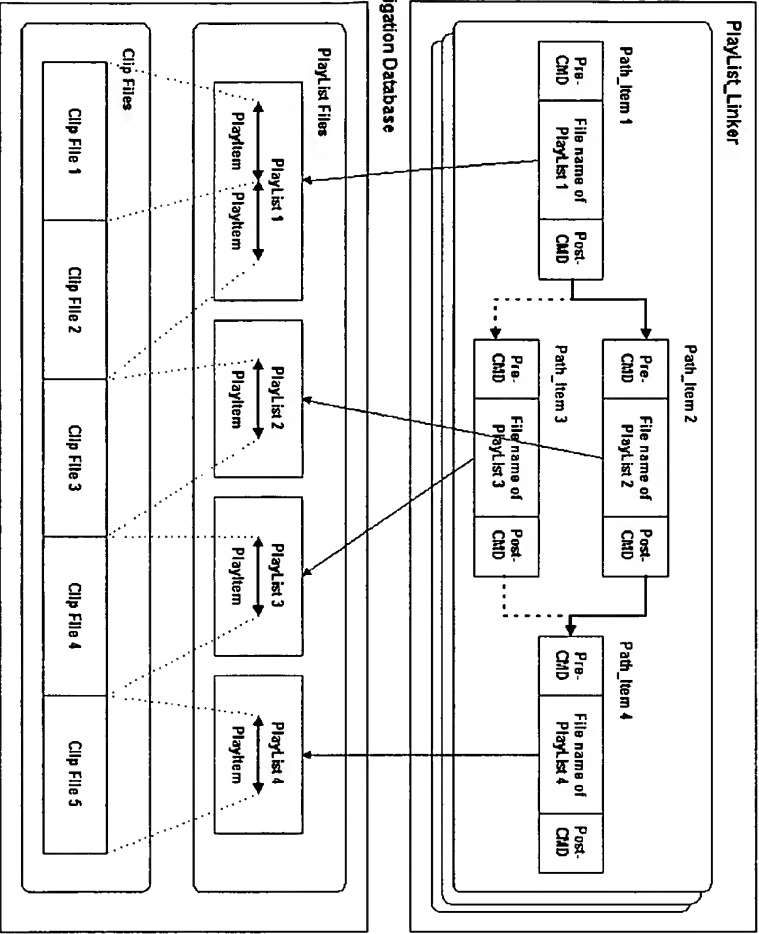 PlayList_Linker
Path_Item 1
Pre-
CMD
File name of
PlayList 1
Post-
CMD
Path_Item 2
Pre-
CMD
File name of
PlayList 2
Post-
CMD
Path_Item 3
Pre-
CMD
File name of
PlayList 3
Post-
CMD
Path_Item 4
Pre-
CMD
File name of
PlayList 4
Post-
CMD
igation Database
PlayList Files
PlayList 1
PlayItem
PlayItem
PlayList 2
PlayItem
PlayList 3
PlayItem
PlayList 4
PlayItem
Clip Files
Clip File 1
Clip File 2
Clip File 3
Clip File 4
Clip File 5